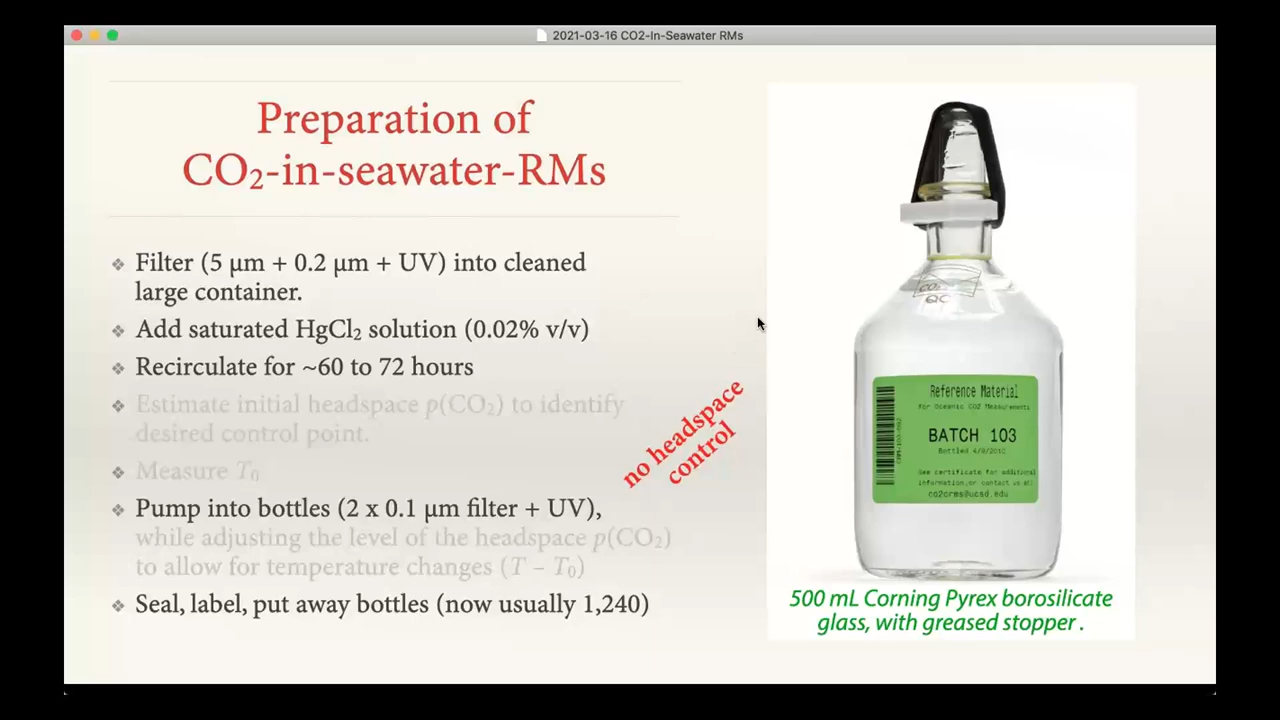 2021-03-16 CO2-In-Seawater RMs
Preparation of
CO₂-in-seawater-RMs
❖ Filter (5 µm + 0.2 µm + UV) into cleaned
large container.
❖ Add saturated HgCl₂ solution (0.02% v/v)
❖ Recirculate for ~60 to 72 hours
❖ Estimate initial headspace p(CO₂) to identify
desired control point.
❖ Measure T₀
❖ Pump into bottles (2 x 0.1 µm filter + UV),
while adjusting the level of the headspace p(CO₂)
to allow for temperature changes (T – T₀)
❖ Seal, label, put away bottles (now usually 1,240)
no headspace
control
CO₂
QC
Reference Material
for Oceanic CO2 Measurements
BATCH 103
Bottled 4/9/2010
See certificate for additional
information, or contact us at:
co2crms@ucsd.edu
500 mL Corning Pyrex borosilicate
glass, with greased stopper .